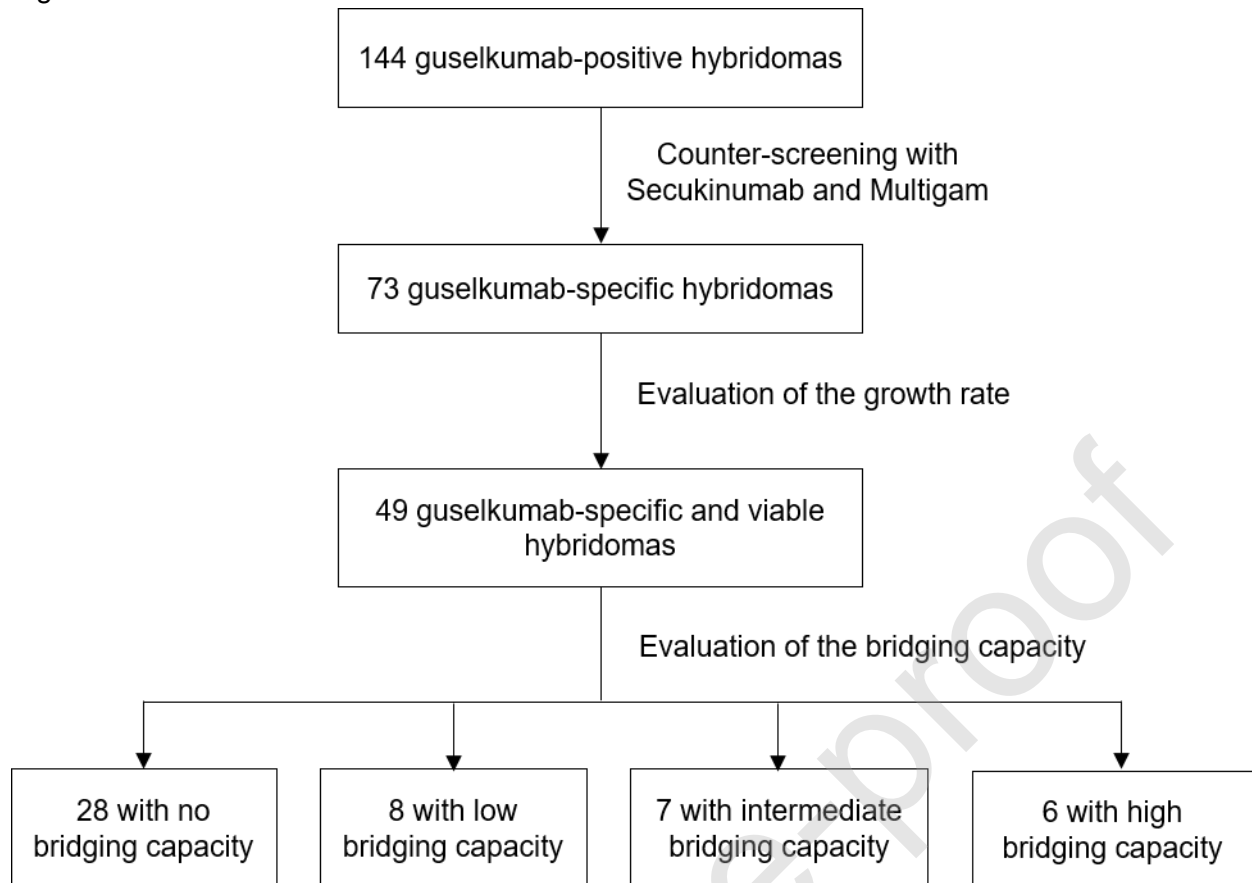 144 guselkumab-positive hybridomas
Counter-screening with
Secukinumab and Multigam
73 guselkumab-specific hybridomas
Evaluation of the growth rate
49 guselkumab-specific and viable
hybridomas
Evaluation of the bridging capacity
28 with no
bridging capacity
8 with low
bridging capacity
7 with intermediate
bridging capacity
6 with high
bridging capacity
e-proof